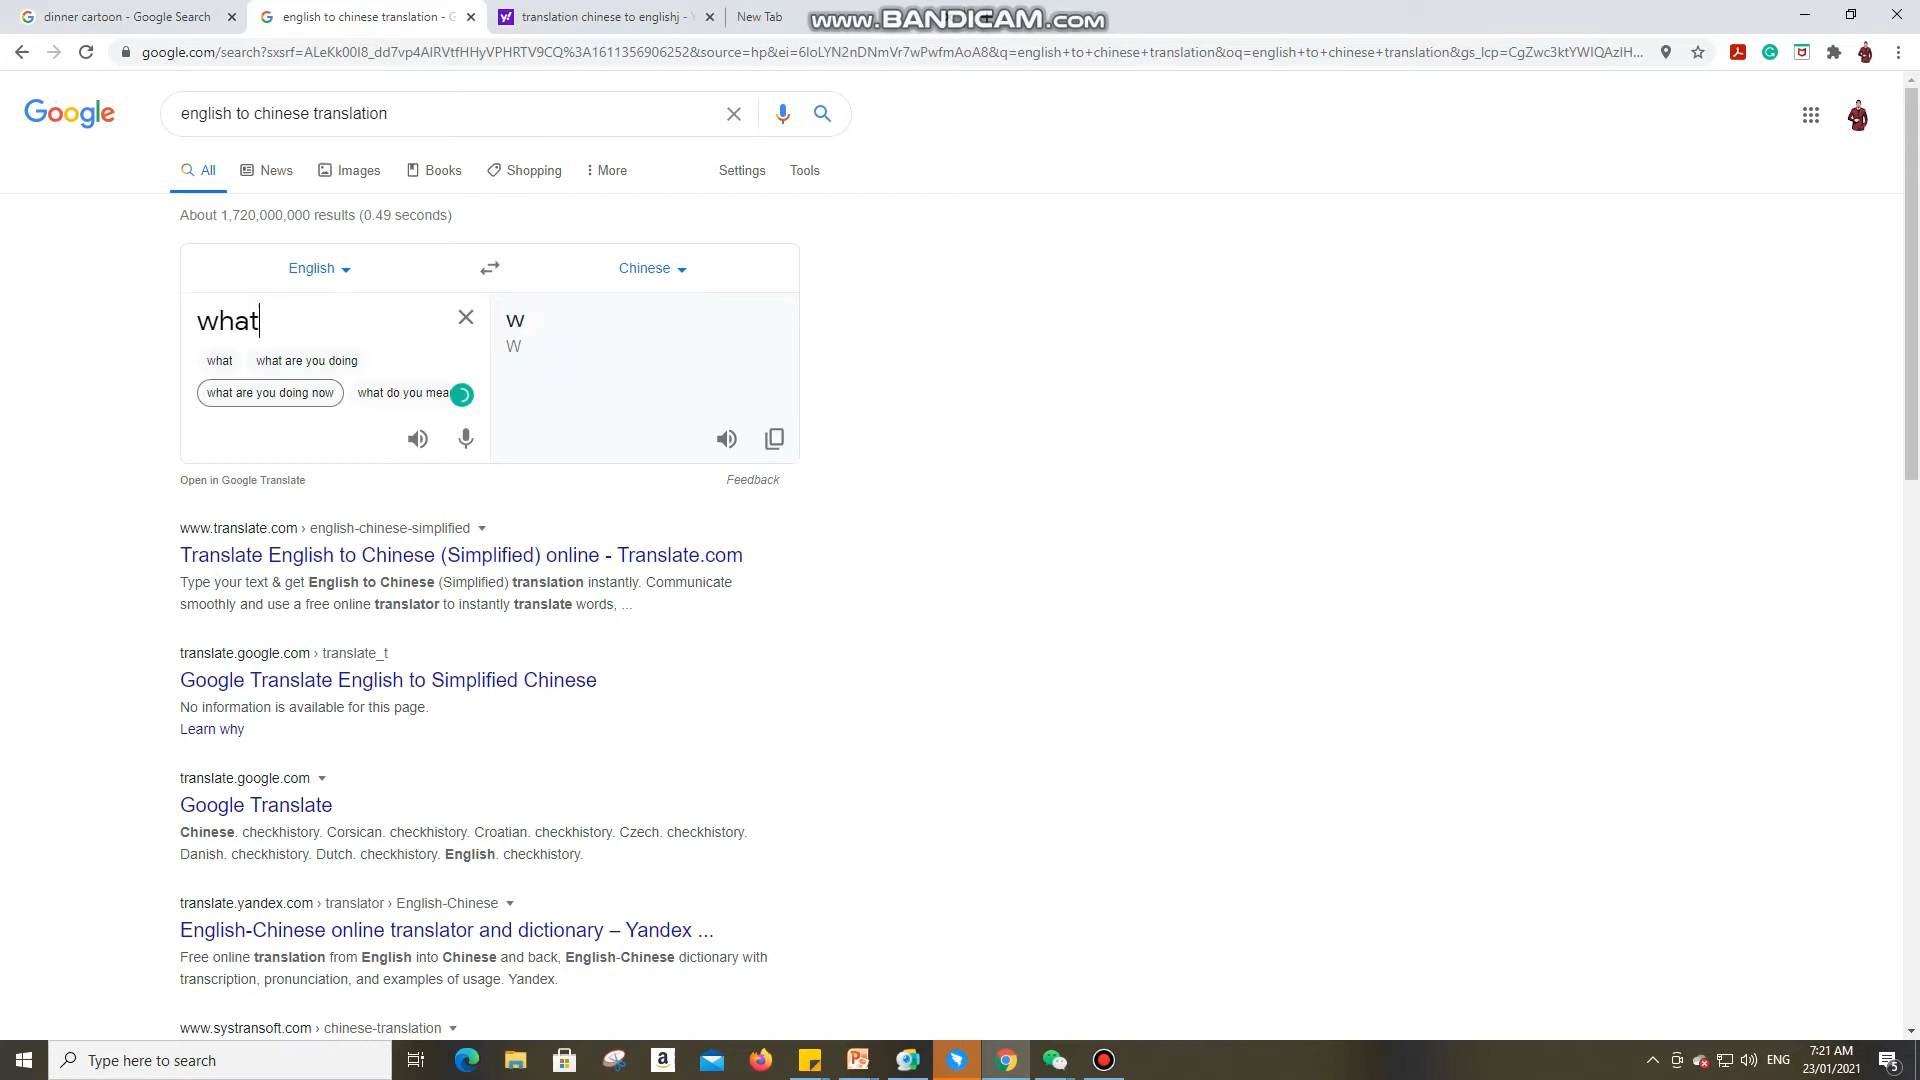 dinner cartoon - Google Search
english to chinese translation - G
translation chinese to englishj -
New Tab
WWW.BANDICAM.COM
google.com/search?sxsrf=ALeKk00I8_dd7vp4AlRVtfHHyVPHRTV9CQ%3A1611356906252&source=hp&ei=6IoLYN2nDNmVr7wPwfmAoA8&q=english+to+chinese+translation&oq=english+to+chinese+translation&gs_lcp=CgZwc3ktYWIQAzIH...
Google
english to chinese translation
All
News
Images
Books
Shopping
More
Settings
Tools
About 1,720,000,000 results (0.49 seconds)
English
Chinese
what
w
W
what
what are you doing
what are you doing now
what do you mea
Open in Google Translate
Feedback
www.translate.com › english-chinese-simplified
Translate English to Chinese (Simplified) online - Translate.com
Type your text & get English to Chinese (Simplified) translation instantly. Communicate
smoothly and use a free online translator to instantly translate words, ...
translate.google.com › translate_t
Google Translate English to Simplified Chinese
No information is available for this page.
Learn why
translate.google.com
Google Translate
Chinese. checkhistory. Corsican. checkhistory. Croatian. checkhistory. Czech. checkhistory.
Danish. checkhistory. Dutch. checkhistory. English. checkhistory.
translate.yandex.com › translator › English-Chinese
English-Chinese online translator and dictionary – Yandex ...
Free online translation from English into Chinese and back, English-Chinese dictionary with
transcription, pronunciation, and examples of usage. Yandex.
www.systransoft.com › chinese-translation
Type here to search
ENG
7:21 AM
23/01/2021
5